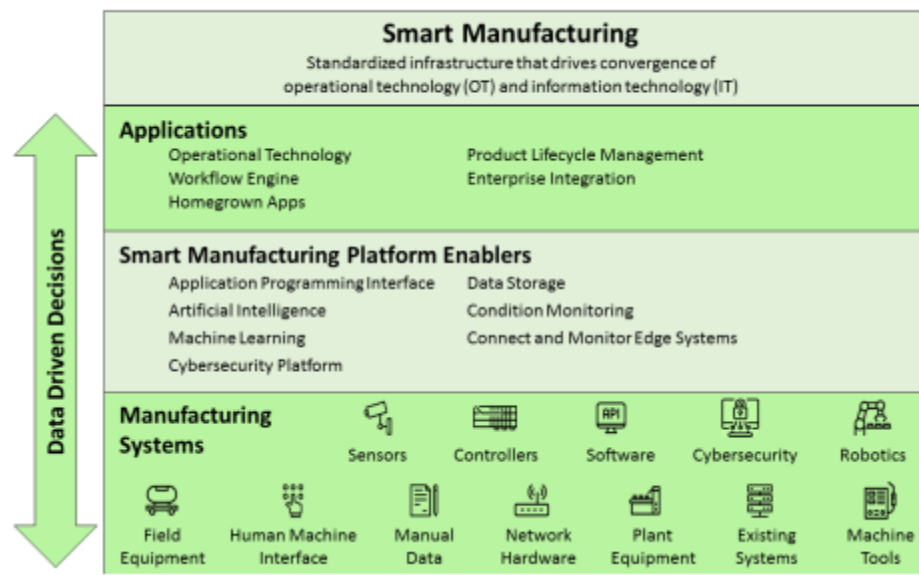 Smart Manufacturing
Standardized infrastructure that drives convergence of
operational technology (OT) and information technology (IT)
Data Driven Decisions
Applications
Operational Technology
Product Lifecycle Management
Workflow Engine
Enterprise Integration
Homegrown Apps
Smart Manufacturing Platform Enablers
Application Programming Interface
Data Storage
Artificial Intelligence
Condition Monitoring
Machine Learning
Connect and Monitor Edge Systems
Cybersecurity Platform
Manufacturing
Systems
API
Sensors
Controllers
Software
Cybersecurity
Robotics
Field
Equipment
Human Machine
Interface
Manual
Data
Network
Hardware
Plant
Equipment
Existing
Systems
Machine
Tools